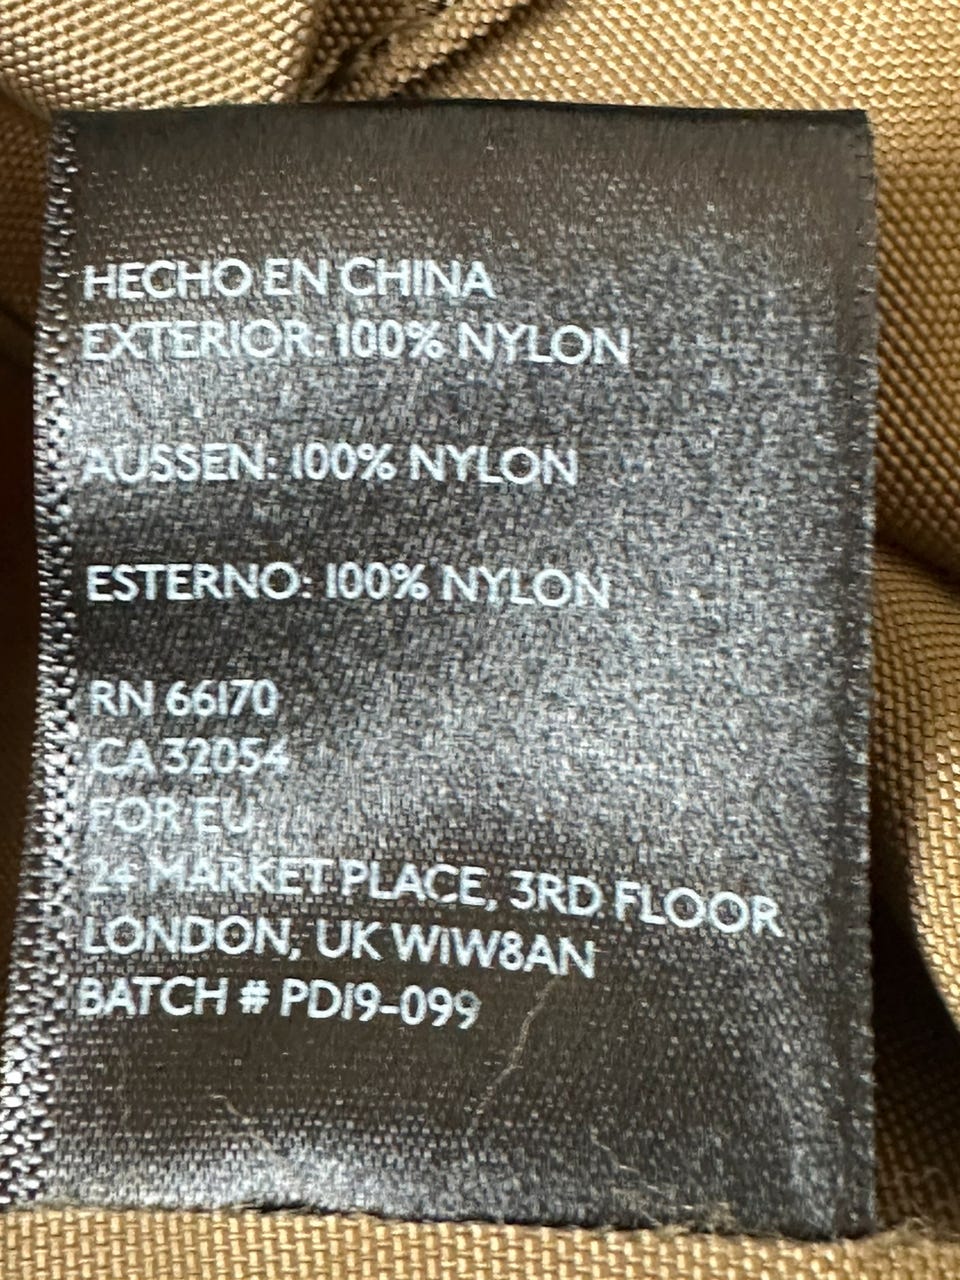 HECHO EN CHINA
EXTERIOR: 100% NYLON
AUSSEN: 100% NYLON
ESTERNO: 100% NYLON
RN 66170
CA 32054
FOR EU
24 MARKET PLACE, 3RD FLOOR
LONDON, UK W1W8AN
BATCH # PD19-099